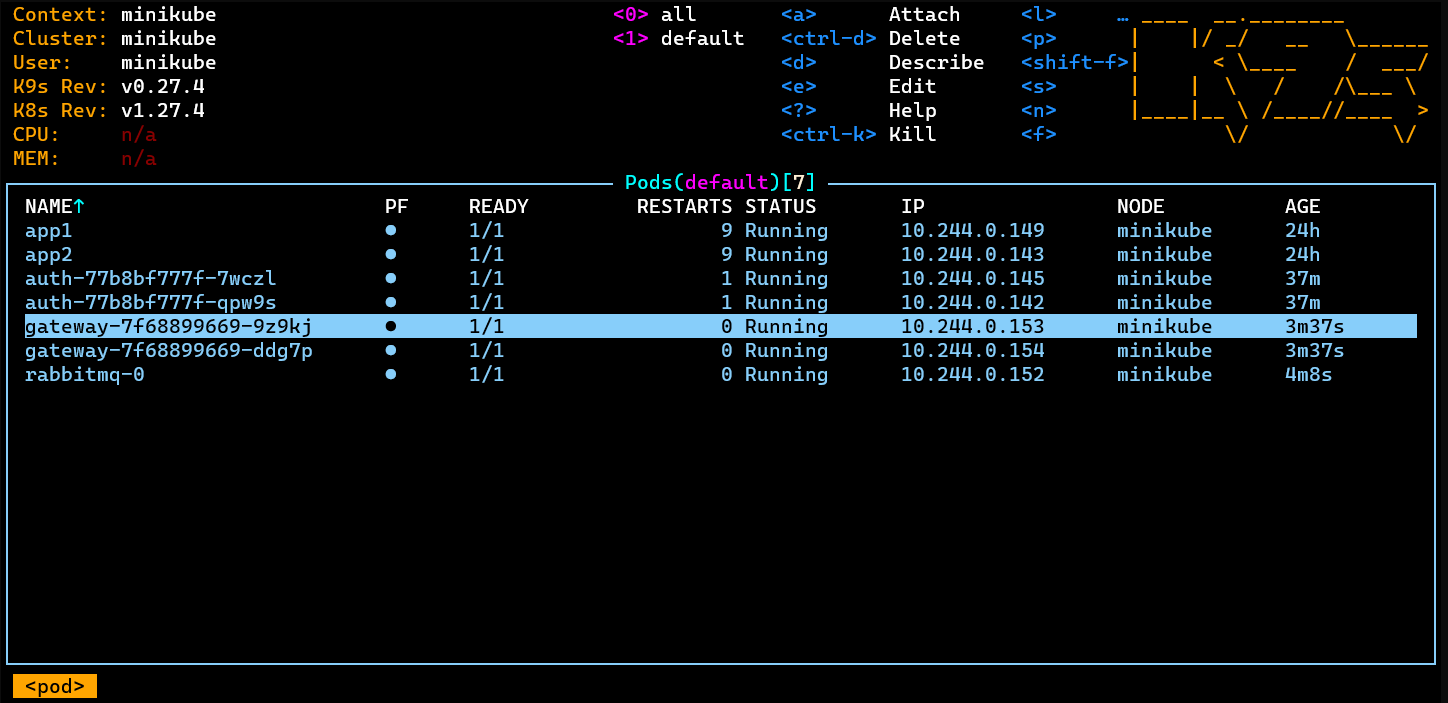 Context: minikube <0> all <a> Attach <l> …
Cluster: minikube <1> default <ctrl-d> Delete <p>
User: minikube <d> Describe <shift-f>
K9s Rev: v0.27.4 <e> Edit <s>
K8s Rev: v1.27.4 <?> Help <n>
CPU: n/a <ctrl-k> Kill <f>
MEM: n/a
Pods(default)[7]
NAME↑ PF READY RESTARTS STATUS IP NODE AGE
app1 ● 1/1 9 Running 10.244.0.149 minikube 24h
app2 ● 1/1 9 Running 10.244.0.143 minikube 24h
auth-77b8bf777f-7wczl ● 1/1 1 Running 10.244.0.145 minikube 37m
auth-77b8bf777f-qpw9s ● 1/1 1 Running 10.244.0.142 minikube 37m
gateway-7f68899669-9z9kj ● 1/1 0 Running 10.244.0.153 minikube 3m37s
gateway-7f68899669-ddg7p ● 1/1 0 Running 10.244.0.154 minikube 3m37s
rabbitmq-0 ● 1/1 0 Running 10.244.0.152 minikube 4m8s
<pod>